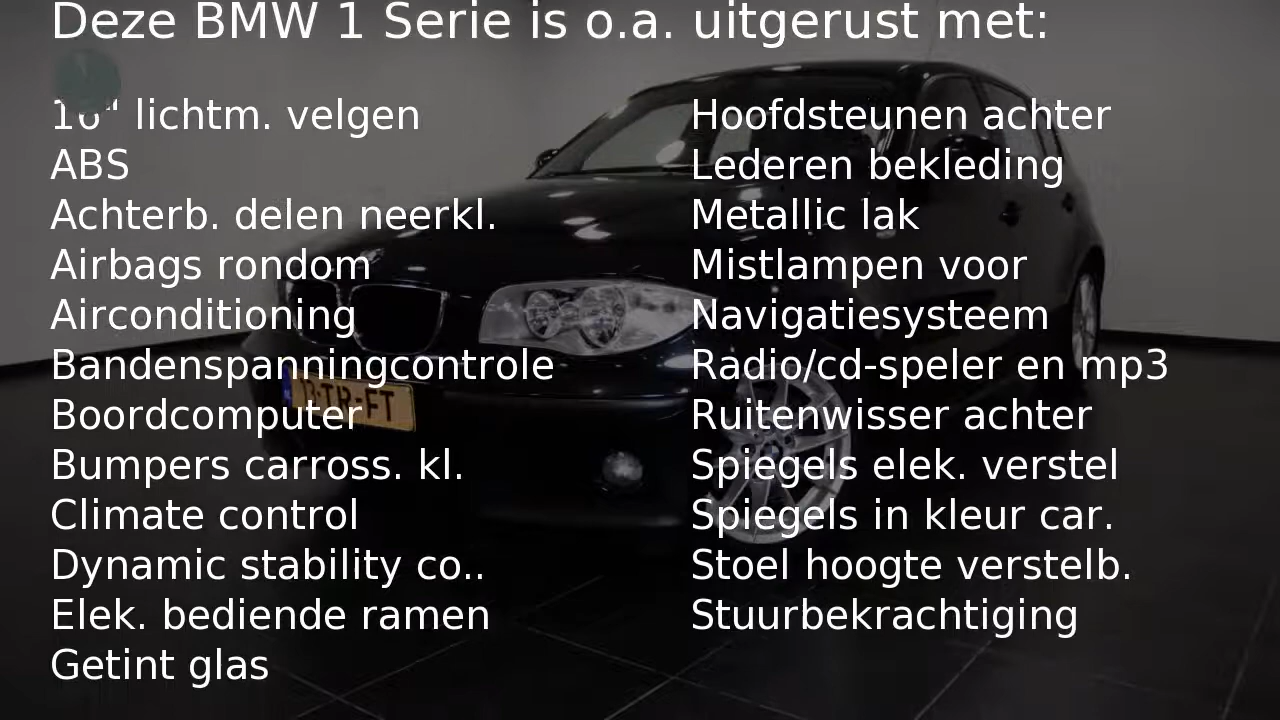 Deze BMW 1 Serie is o.a. uitgerust met:
16" lichtm. velgen
ABS
Achterb. delen neerkl.
Airbags rondom
Airconditioning
Bandenspanningcontrole
Boordcomputer
Bumpers carross. kl.
Climate control
Dynamic stability co..
Elek. bediende ramen
Getint glas
Hoofdsteunen achter
Lederen bekleding
Metallic lak
Mistlampen voor
Navigatiesysteem
Radio/cd-speler en mp3
Ruitenwisser achter
Spiegels elek. verstel
Spiegels in kleur car.
Stoel hoogte verstelb.
Stuurbekrachtiging